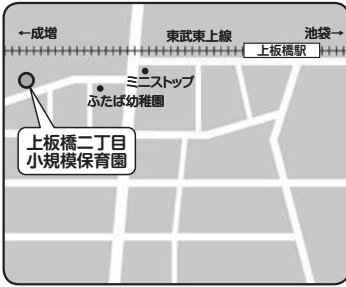 ←成増
東武東上線
池袋→
上板橋駅
ミニストップ
ふたば幼稚園
上板橋二丁目
小規模保育園